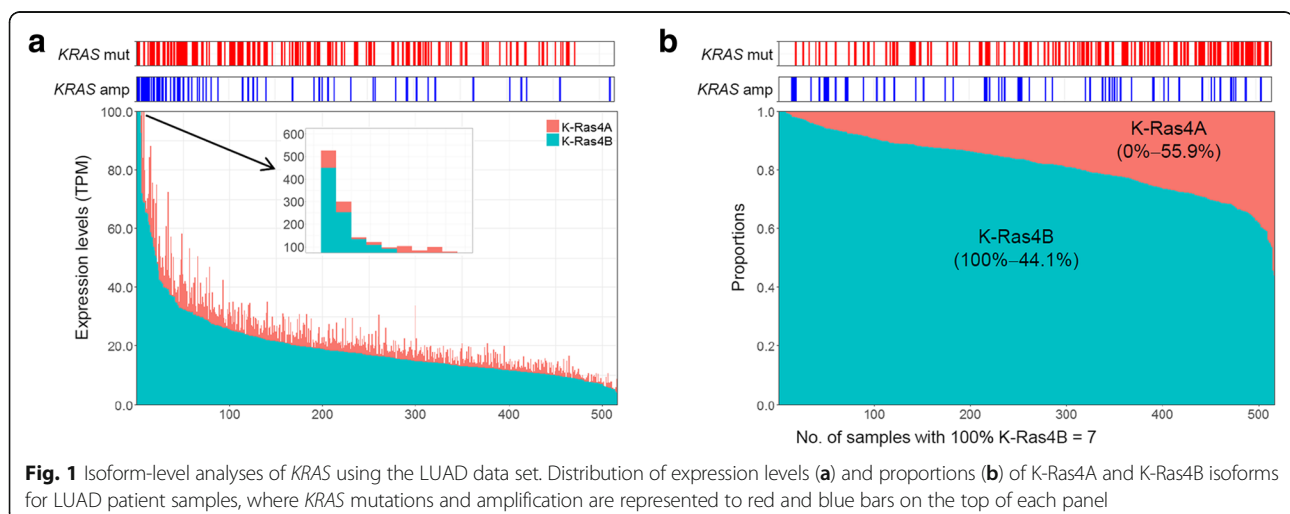 a
KRAS mut
KRAS amp
Expression levels (TPM)
100.0
80.0
60.0
40.0
20.0
0.0
100
200
300
400
500
600
500
400
300
200
100
K-Ras4A
K-Ras4B
b
KRAS mut
KRAS amp
Proportions
1.0
0.8
0.6
0.4
0.2
0.0
K-Ras4A
(0%–55.9%)
K-Ras4B
(100%–44.1%)
100
200
300
400
500
No. of samples with 100% K-Ras4B = 7
Fig. 1 Isoform-level analyses of KRAS using the LUAD data set. Distribution of expression levels (a) and proportions (b) of K-Ras4A and K-Ras4B isoforms
for LUAD patient samples, where KRAS mutations and amplification are represented to red and blue bars on the top of each panel